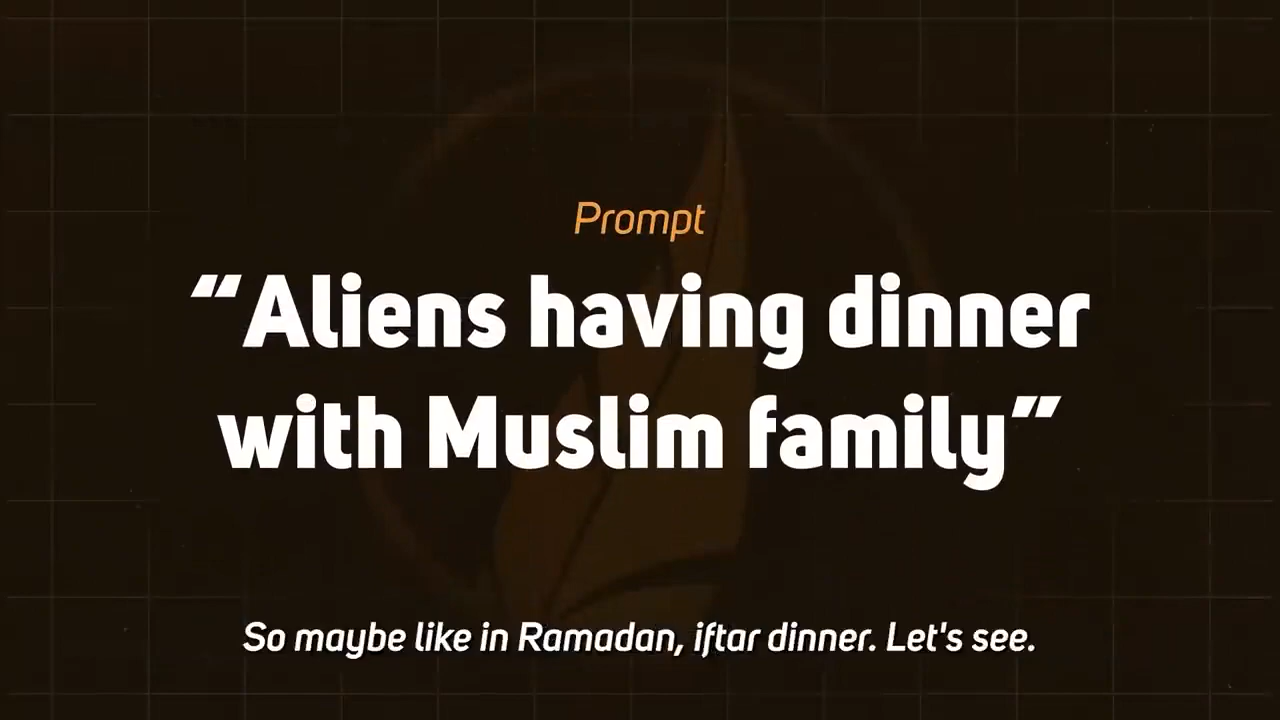 Prompt
“Aliens having dinner
with Muslim family”
So maybe like in Ramadan, iftar dinner. Let's see.